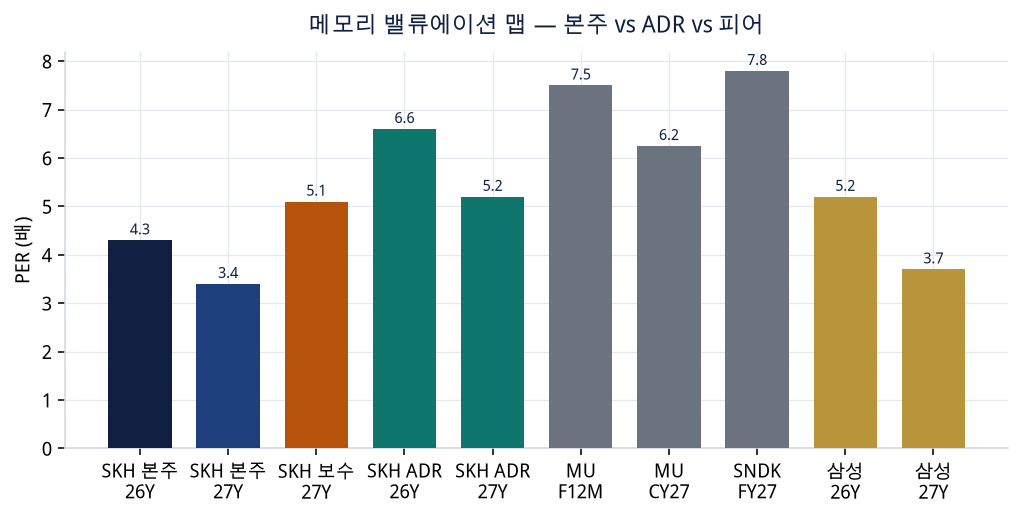 메모리 밸류에이션 맵 — 본주 vs ADR vs 피어
PER (배)
8
7
6
5
4
3
2
1
0
4.3
3.4
5.1
6.6
5.2
7.5
6.2
7.8
5.2
3.7
SKH 본주
26Y
SKH 본주
27Y
SKH 보수
27Y
SKH ADR
26Y
SKH ADR
27Y
MU
F12M
MU
CY27
SNDK
FY27
삼성
26Y
삼성
27Y